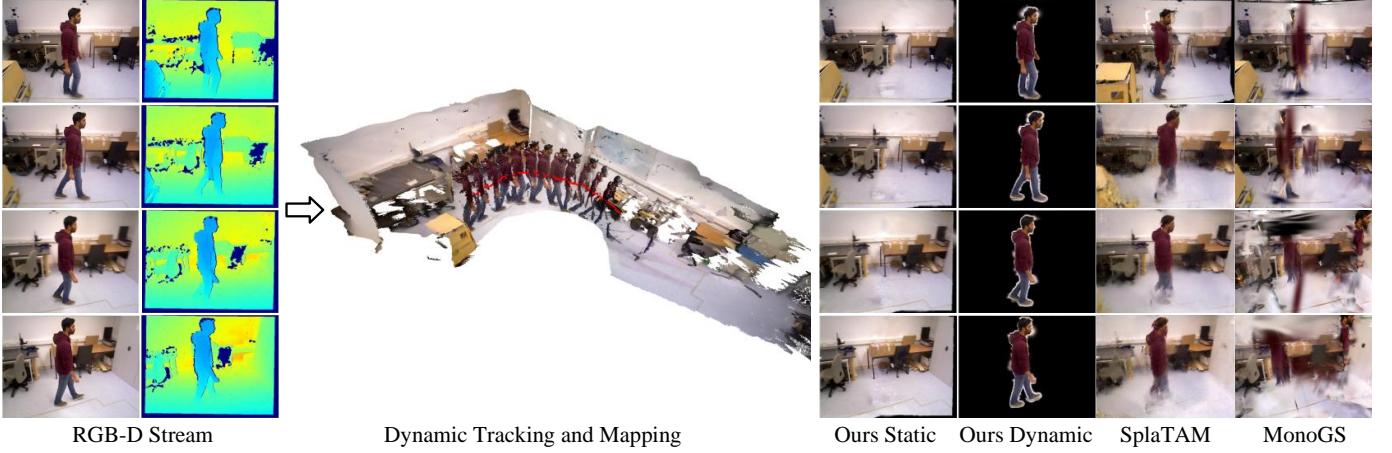 RGB-D Stream
Dynamic Tracking and Mapping
Ours Static
Ours Dynamic
SplaTAM
MonoGS